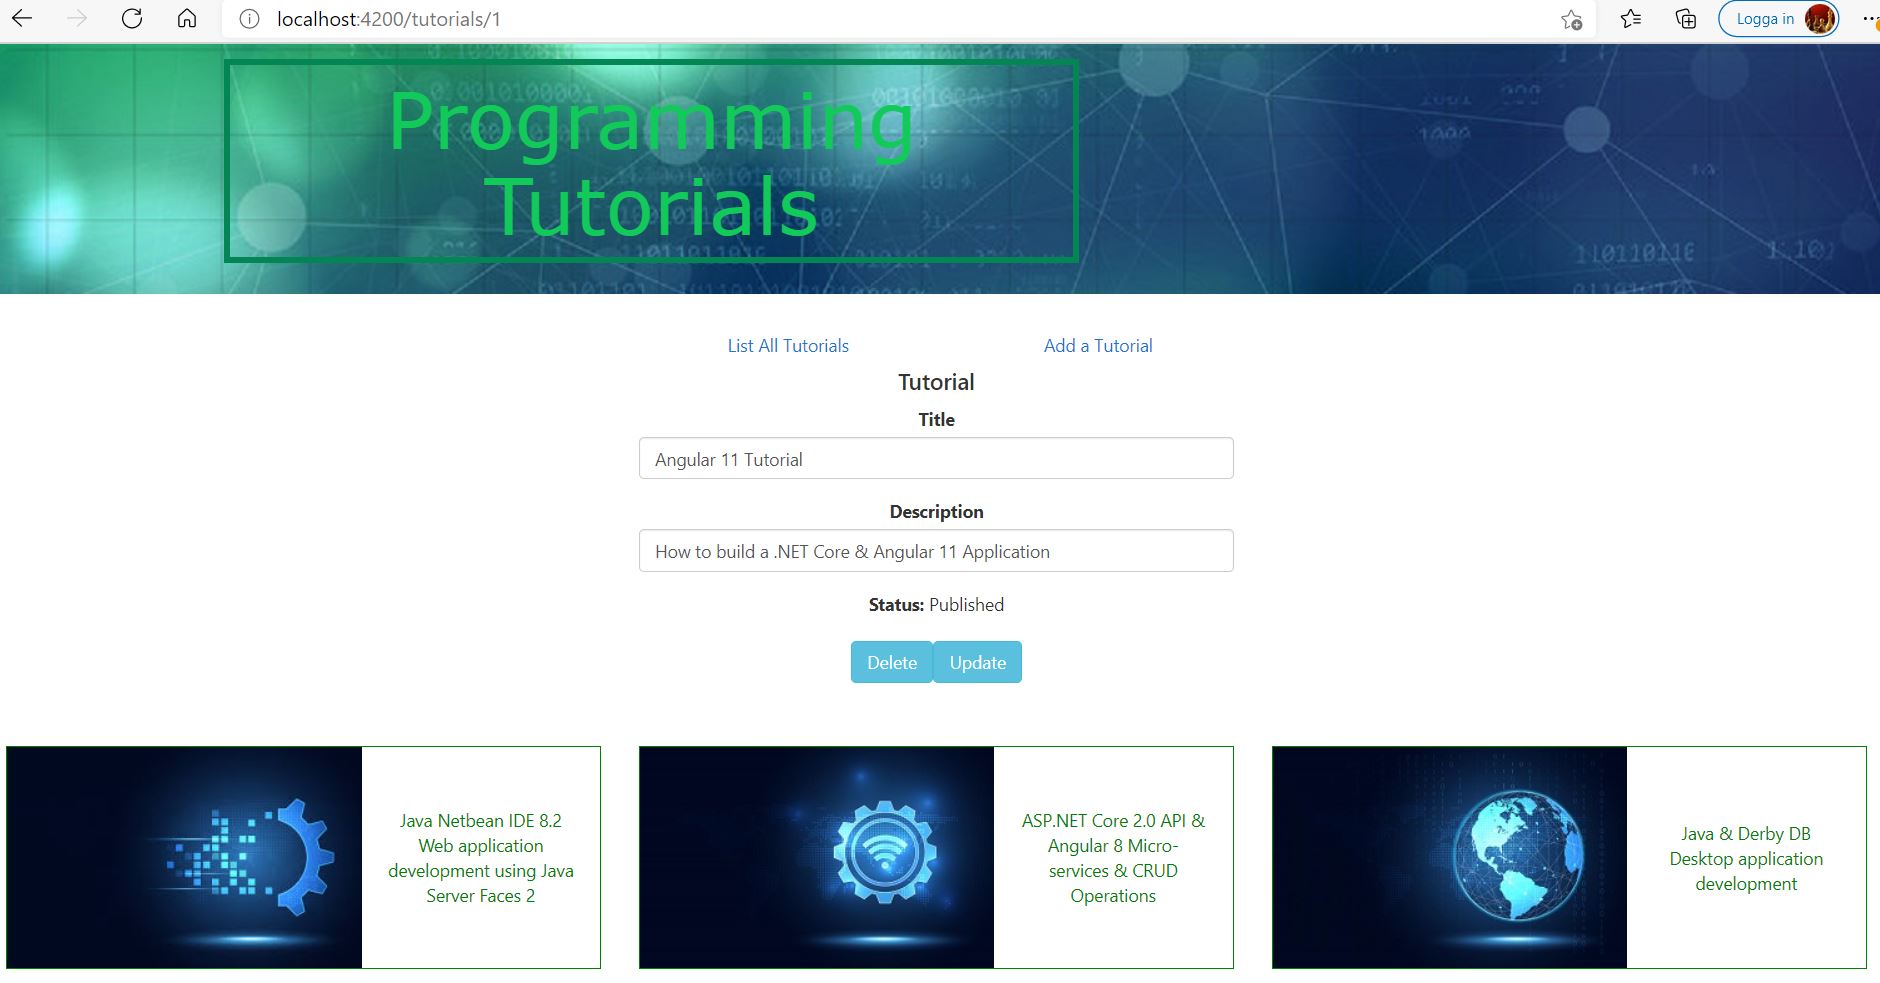 localhost:4200/tutorials/1
Logga in
Programming
Tutorials
List All Tutorials
Add a Tutorial
Tutorial
Title
Angular 11 Tutorial
Description
How to build a .NET Core & Angular 11 Application
Status: Published
Delete
Update
Java Netbean IDE 8.2
Web application
development using Java
Server Faces 2
ASP.NET Core 2.0 API &
Angular 8 Micro-
services & CRUD
Operations
Java & Derby DB
Desktop application
development